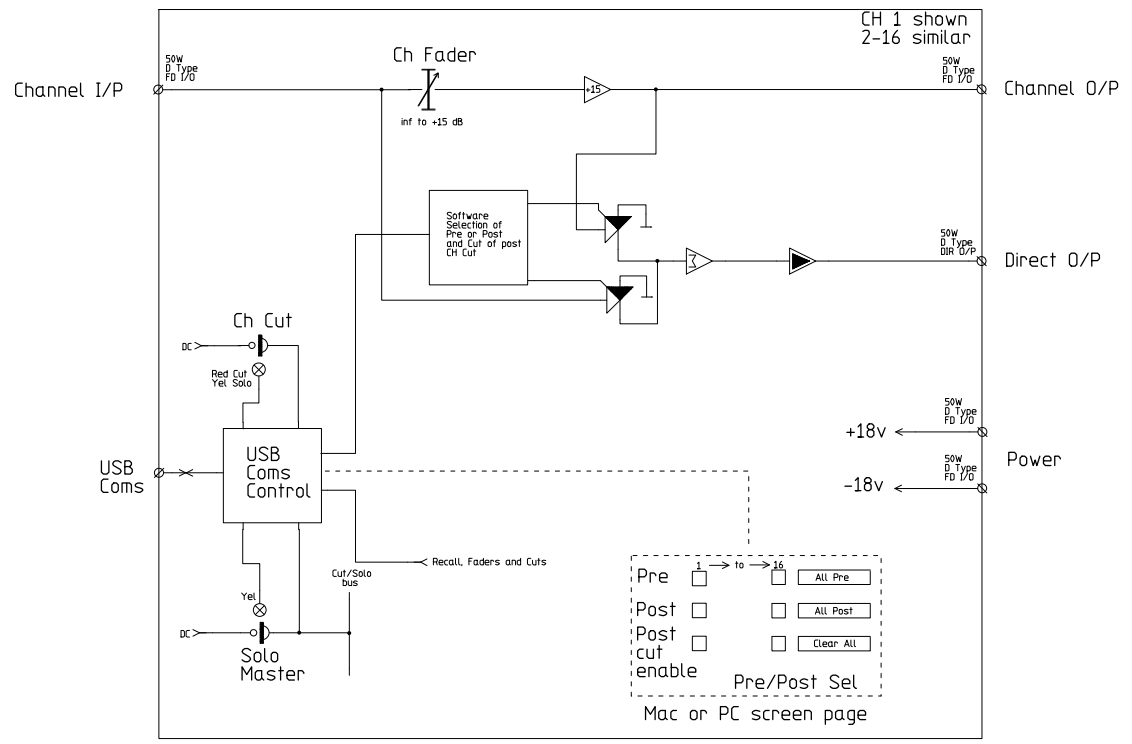 CH 1 shown
2-16 similar
Ch Fader
50W
D Type
FD I/O
50W
D Type
FD I/O
Channel I/P
+15
Channel O/P
inf to +15 dB
Software
Selection of
Pre or Post
and Cut of post
CH Cut
50W
D Type
DIR O/P
Σ
Direct O/P
Ch Cut
DC
Red Cut
Yel Solo
50W
D Type
FD I/O
+18v
USB
Coms
USB
Coms
Control
Power
50W
D Type
FD I/O
-18v
Recall, Faders and Cuts
Cut/Solo
bus
Yel
DC
Solo
Master
1 → to → 16
Pre
All Pre
Post
All Post
Post
cut
enable
Clear All
Pre/Post Sel
Mac or PC screen page